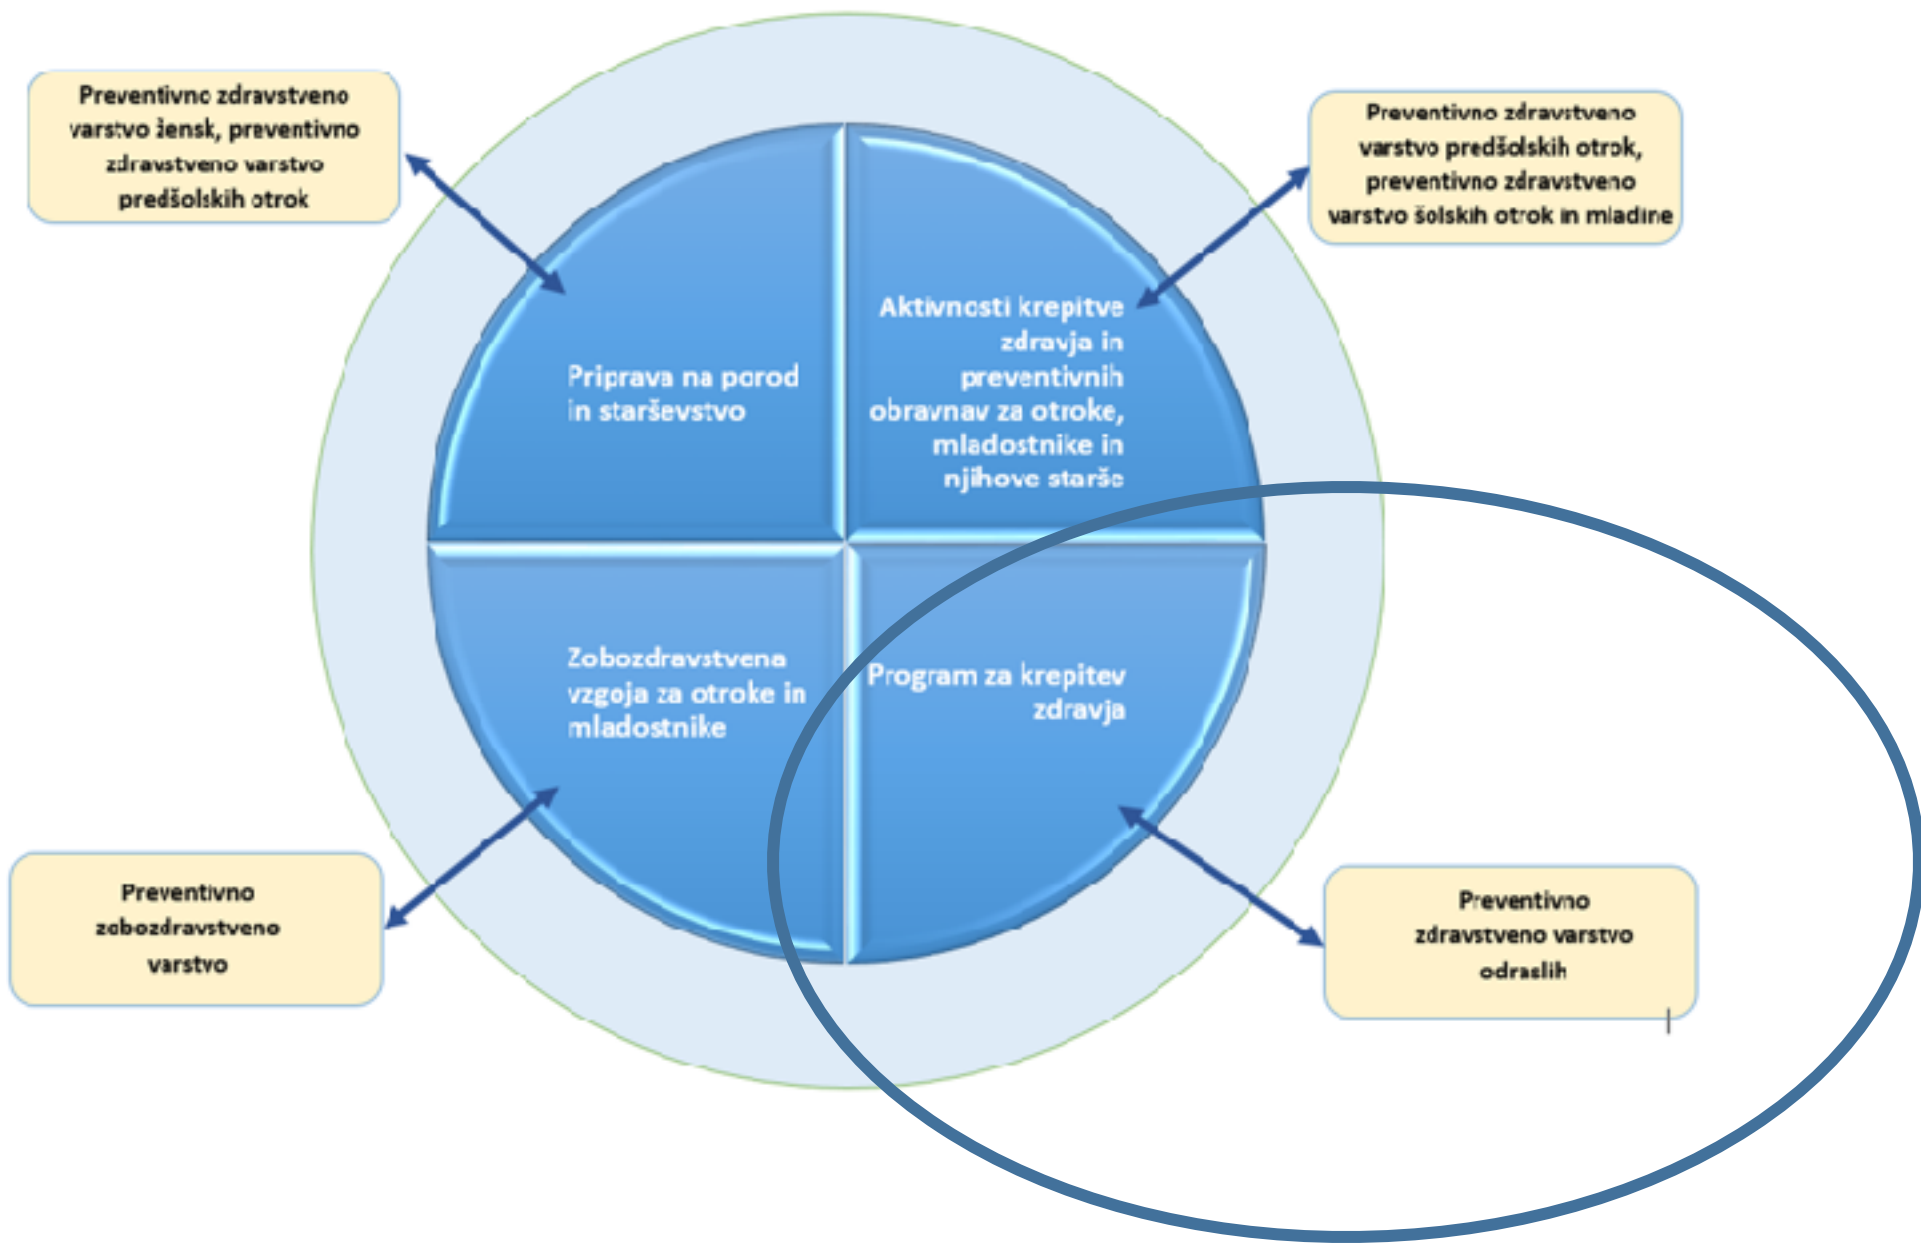 Preventivno zdravstveno
varstvo žensk, preventivno
zdravstveno varstvo
predšolskih otrok
Preventivno zdravstveno
varstvo predšolskih otrok,
preventivno zdravstveno
varstvo šolskih otrok in mladine
Priprava na porod
in starševstvo
Aktivnosti krepitve
zdravja in
preventivnih
obravnav za otroke,
mladostnike in
njihove starše
Zobozdravstvena
vzgoja za otroke in
mladostnike
Program za krepitev
zdravja
Preventivno
zobozdravstveno
varstvo
Preventivno
zdravstveno varstvo
odraslih